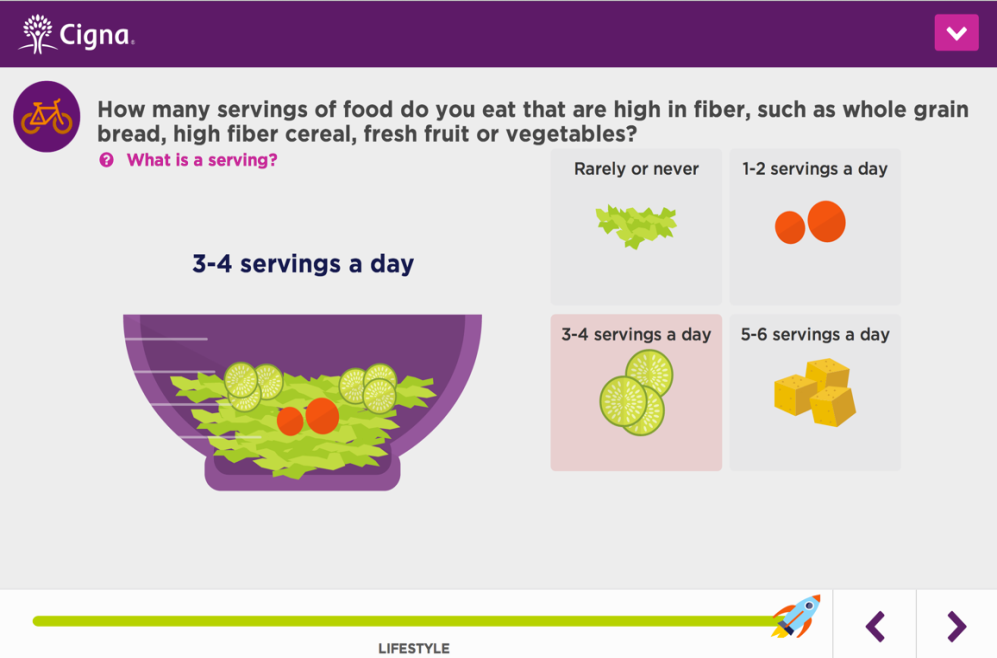 Cigna®
How many servings of food do you eat that are high in fiber, such as whole grain
bread, high fiber cereal, fresh fruit or vegetables?
? What is a serving?
Rarely or never
1-2 servings a day
3-4 servings a day
3-4 servings a day
5-6 servings a day
LIFESTYLE